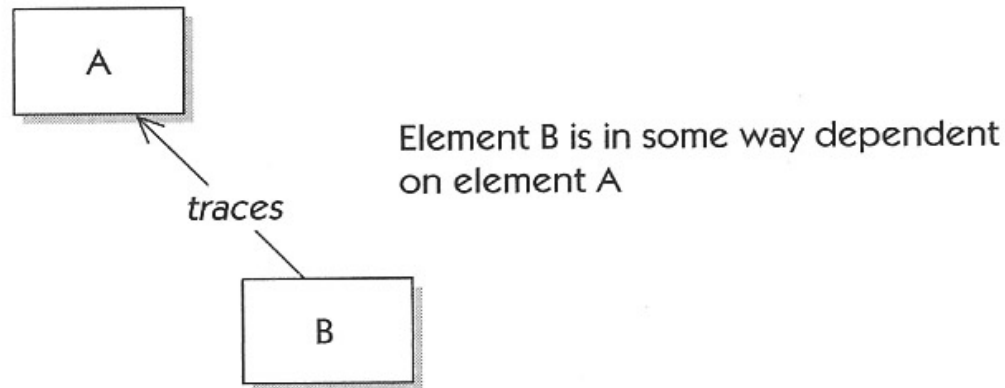 A
Element B is in some way dependent
on element A
traces
B